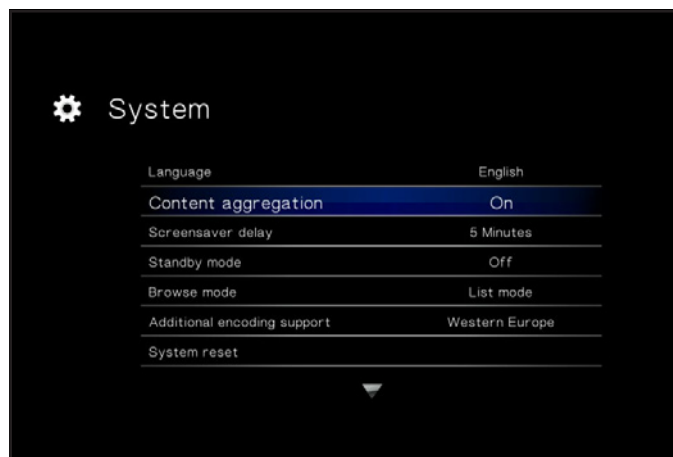 System
Language English
Content aggregation On
Screensaver delay 5 Minutes
Standby mode Off
Browse mode List mode
Additional encoding support Western Europe
System reset